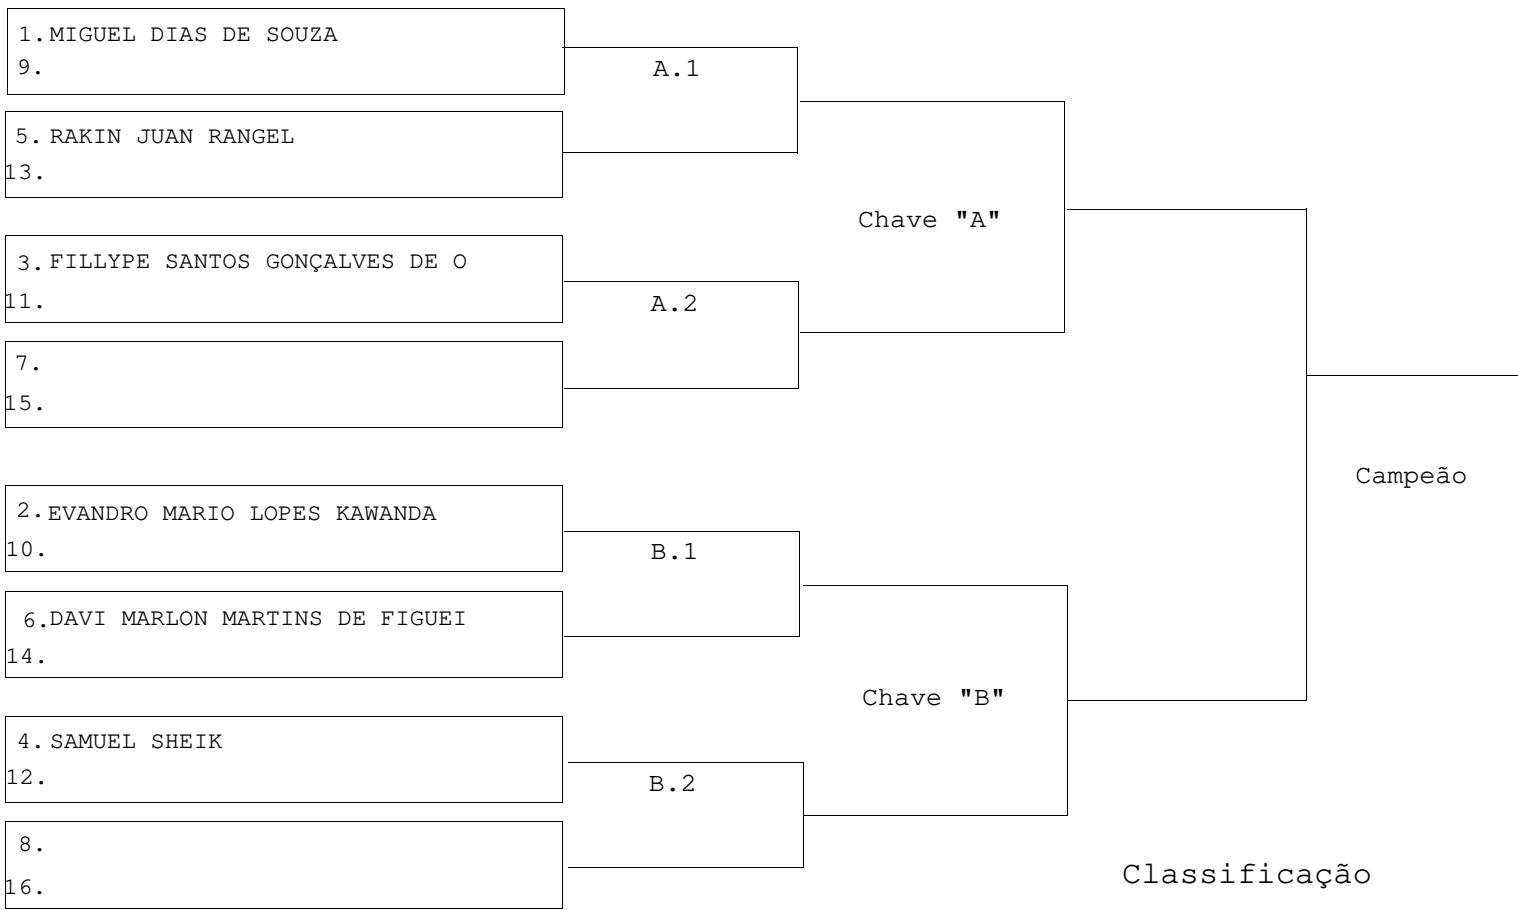 1. MIGUEL DIAS DE SOUZA
9.
A.1
5. RAKIN JUAN RANGEL
13.
Chave "A"
3. FILLYPE SANTOS GONÇALVES DE O
11.
A.2
7.
15.
Campeão
2. EVANDRO MARIO LOPES KAWANDA
10.
B.1
6. DAVI MARLON MARTINS DE FIGUEI
14.
Chave "B"
4. SAMUEL SHEIK
12.
B.2
8.
16.
Classificação